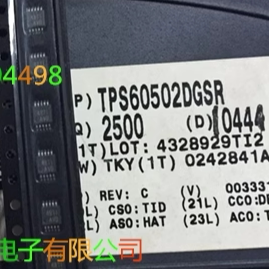 04498
P) TPS60502DGSR
Q) 2500 (D) 10444
1T) LOT: 4328929TI2
W) TKY(1T) 0242841A
REV: C (V) 003331
L) CSO: TID (21L) CCO:DE
L) ASO: HAT (23L) ACO: T
电子有限公司